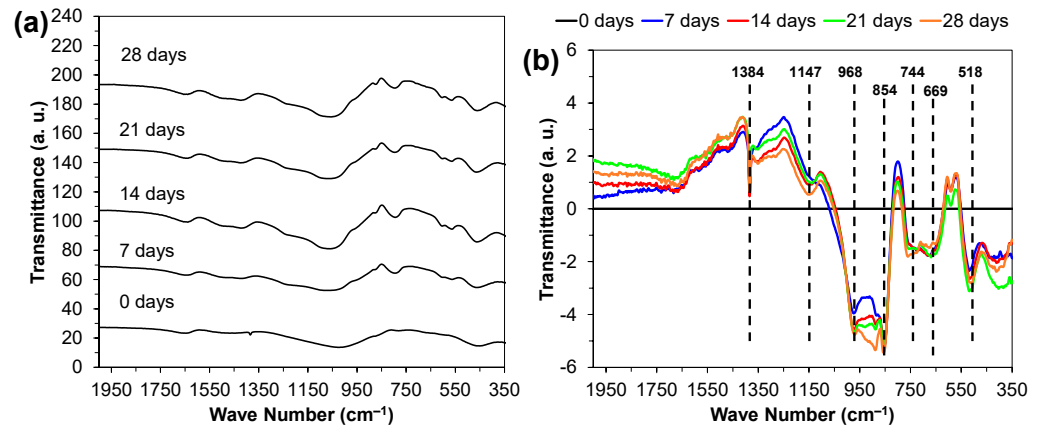 (a)
Transmittance (a. u.)
240
220
200
180
160
140
120
100
80
60
40
20
0
28 days
21 days
14 days
7 days
0 days
1950 1750 1550 1350 1150 950 750 550 350
Wave Number (cm⁻¹)
0 days 7 days 14 days 21 days 28 days
(b)
Transmittance (a. u.)
6
4
2
0
-2
-4
-6
1384 1147 968 854 744 669 518
1950 1750 1550 1350 1150 950 750 550 350
Wave Number (cm⁻¹)